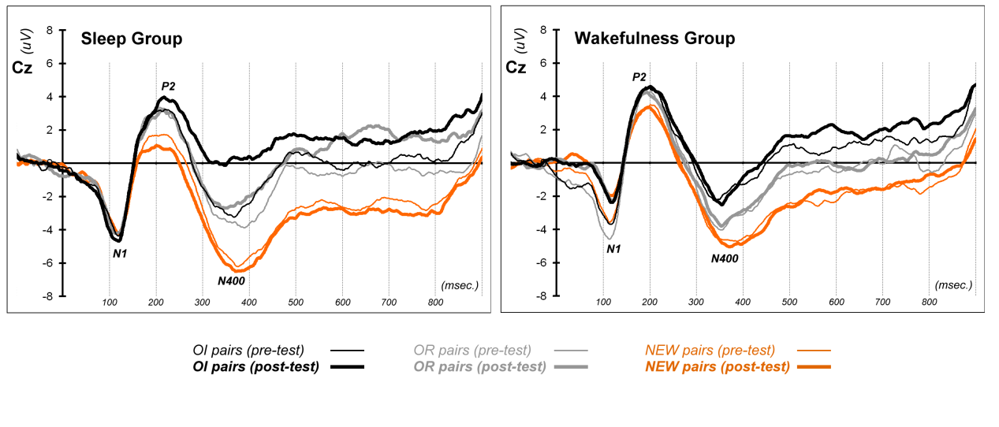 Sleep Group
(uV)
Cz
8
6
4
2
0
-2
-4
-6
-8
P2
N1
N400
(msec.)
100 200 300 400 500 600 700 800
Wakefulness Group
(uV)
Cz
8
6
4
2
0
-2
-4
-6
-8
P2
N1
N400
(msec.)
100 200 300 400 500 600 700 800
OI pairs (pre-test) OR pairs (pre-test) NEW pairs (pre-test)
OI pairs (post-test) OR pairs (post-test) NEW pairs (post-test)